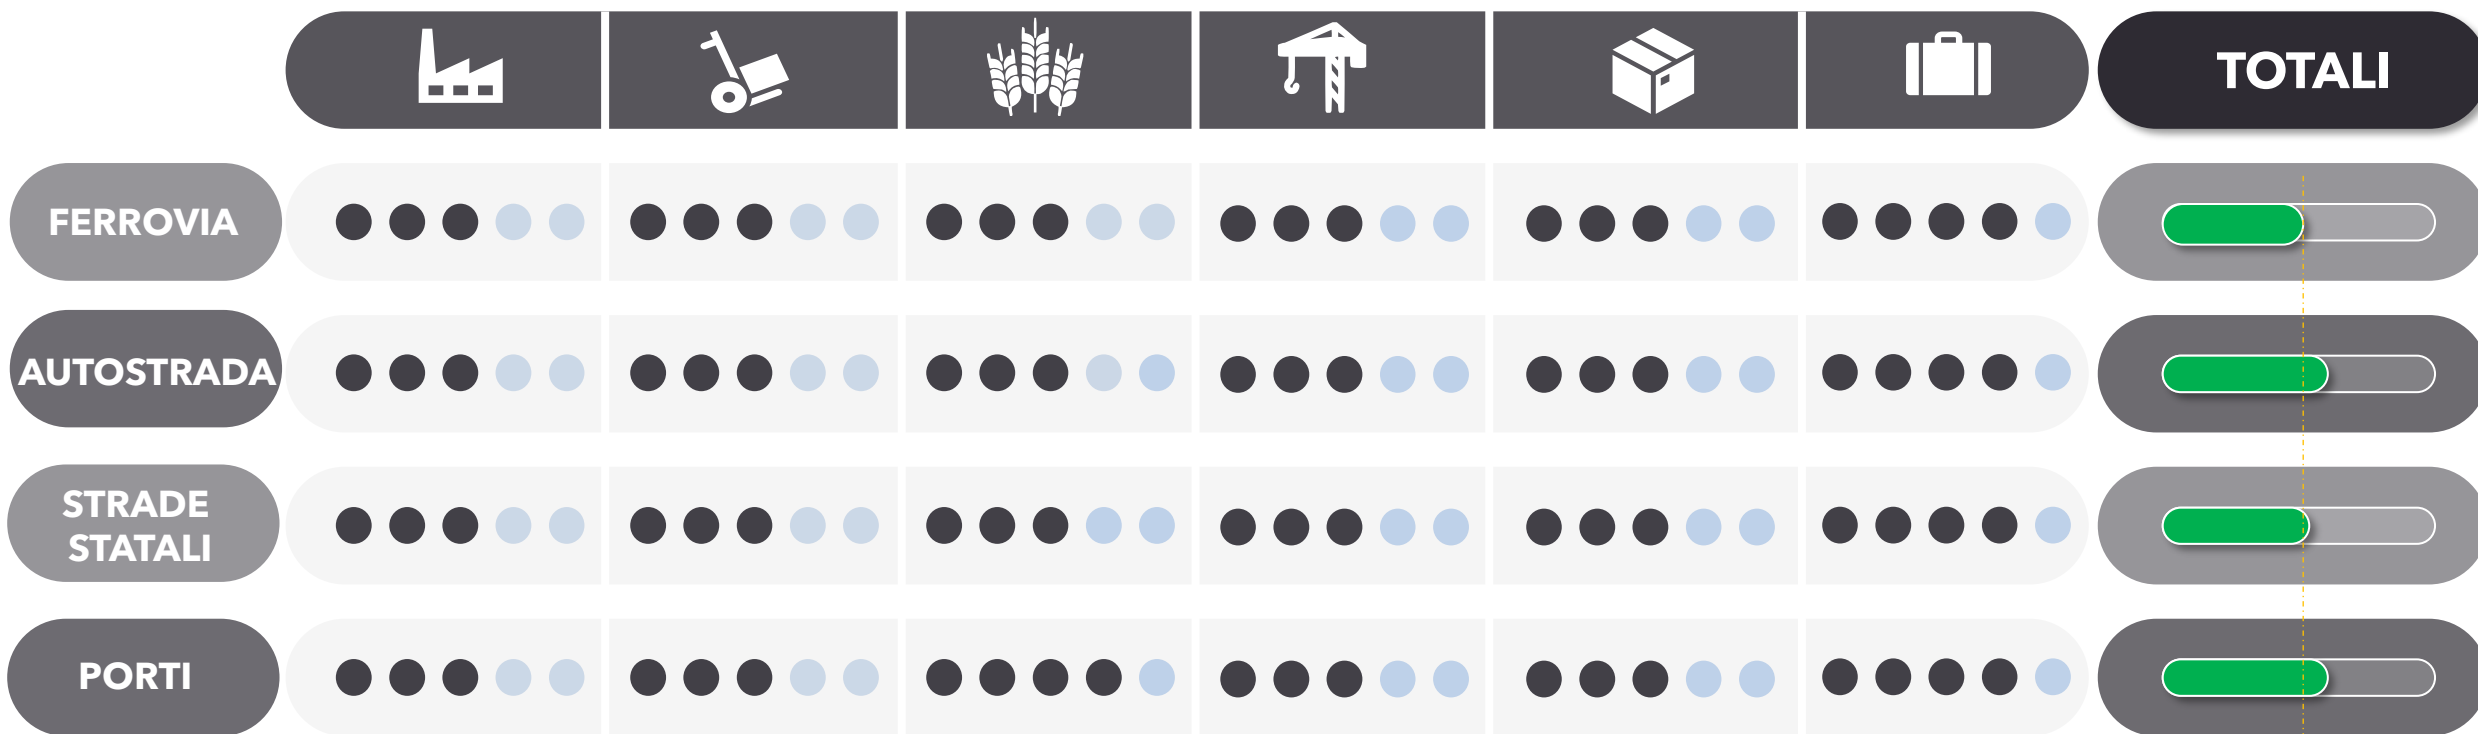 TOTALI
FERROVIA
AUTOSTRADA
STRADE
STATALI
PORTI